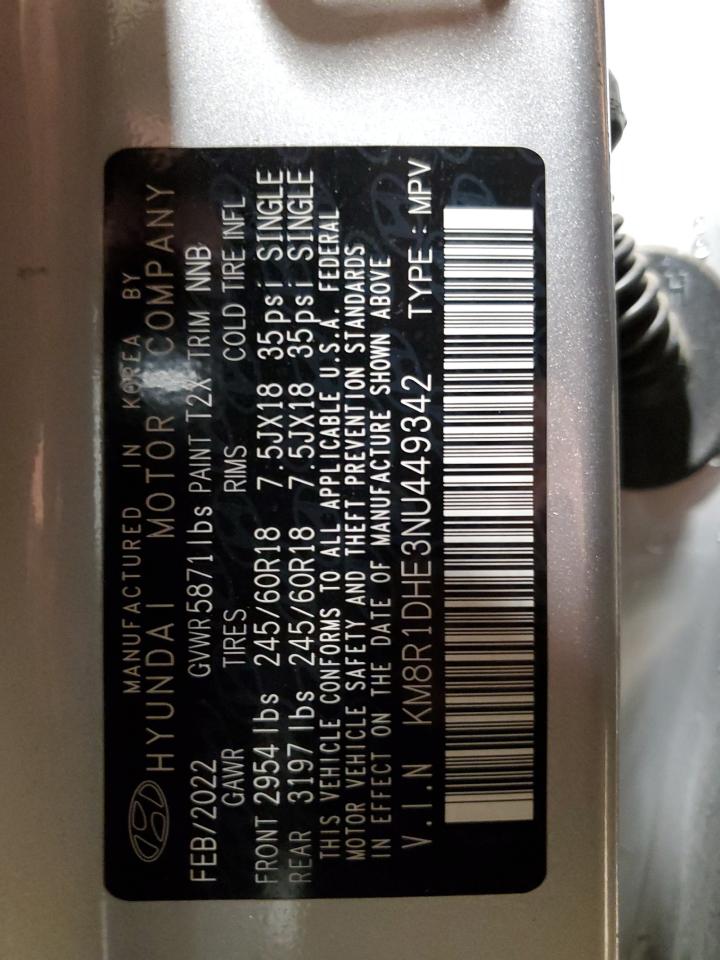 MANUFACTURED IN KOREA BY
HYUNDAI MOTOR COMPANY
FEB/2022 GVWR5871lbs PAINT T2X TRIM NNB
GAWR TIRES RIMS COLD TIRE INFL
FRONT 2954 lbs 245/60R18 7.5JX18 35psi SINGLE
REAR 3197 lbs 245/60R18 7.5JX18 35psi SINGLE
THIS VEHICLE CONFORMS TO ALL APPLICABLE U.S.A. FEDERAL
MOTOR VEHICLE SAFETY AND THEFT PREVENTION STANDARDS
IN EFFECT ON THE DATE OF MANUFACTURE SHOWN ABOVE
V.I.N KM8R1DHE3NU449342 TYPE : MPV